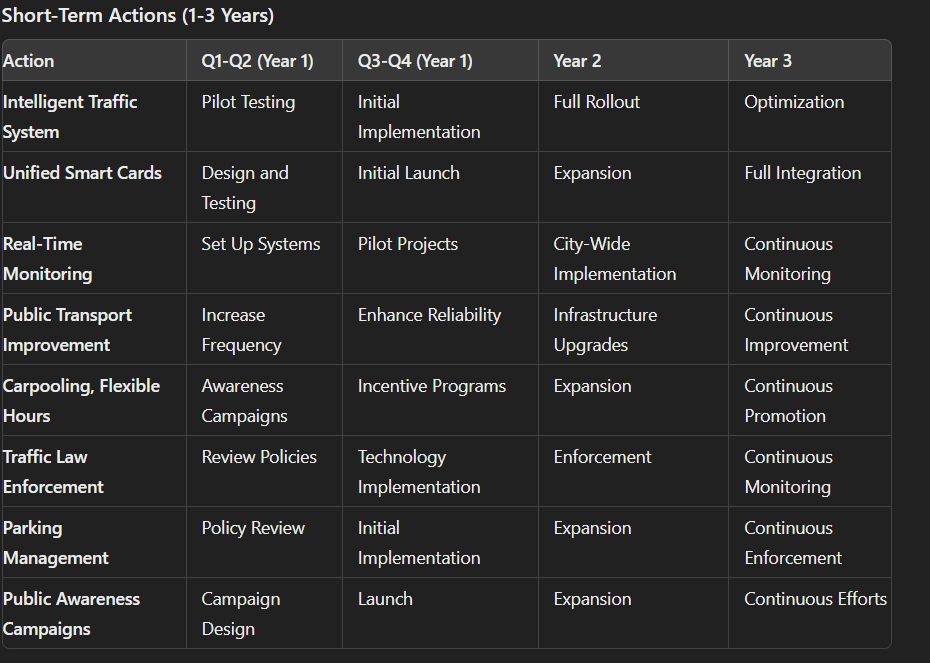 Short-Term Actions (1-3 Years)
Action Q1-Q2 (Year 1) Q3-Q4 (Year 1) Year 2 Year 3
Intelligent Traffic Pilot Testing Initial Full Rollout Optimization
System Implementation
Unified Smart Cards Design and Initial Launch Expansion Full Integration
Testing
Real-Time Set Up Systems Pilot Projects City-Wide Continuous
Monitoring Implementation Monitoring
Public Transport Increase Enhance Reliability Infrastructure Continuous
Improvement Frequency Upgrades Improvement
Carpooling, Flexible Awareness Incentive Programs Expansion Continuous
Hours Campaigns Promotion
Traffic Law Review Policies Technology Enforcement Continuous
Enforcement Implementation Monitoring
Parking Policy Review Initial Expansion Continuous
Management Implementation Enforcement
Public Awareness Campaign Launch Expansion Continuous Efforts
Campaigns Design